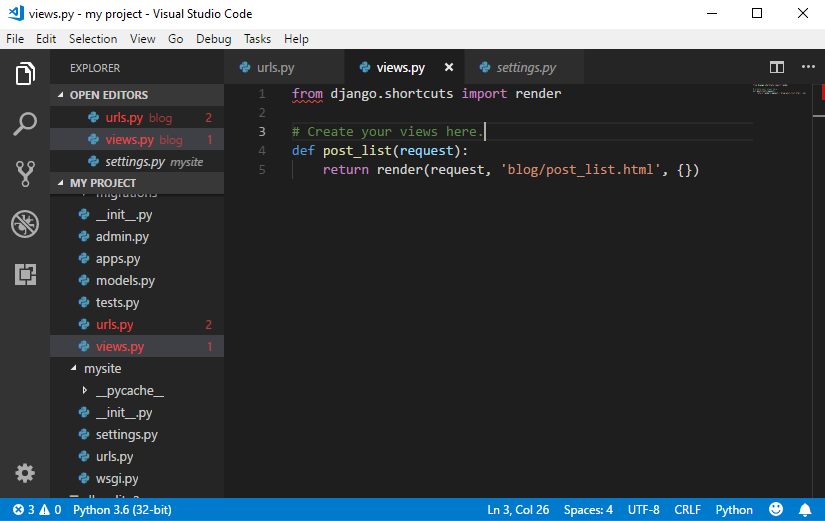 views.py - my project - Visual Studio Code
File Edit Selection View Go Debug Tasks Help
EXPLORER
OPEN EDITORS
urls.py blog 2
views.py blog 1
settings.py mysite
MY PROJECT
migrations
__init__.py
admin.py
apps.py
models.py
tests.py
urls.py 2
views.py 1
mysite
__pycache__
__init__.py
settings.py
urls.py
wsgi.py
urls.py views.py settings.py
1 from django.shortcuts import render
2
3 # Create your views here.
4 def post_list(request):
5 return render(request, 'blog/post_list.html', {})
3 0 Python 3.6 (32-bit) Ln 3, Col 26 Spaces: 4 UTF-8 CRLF Python